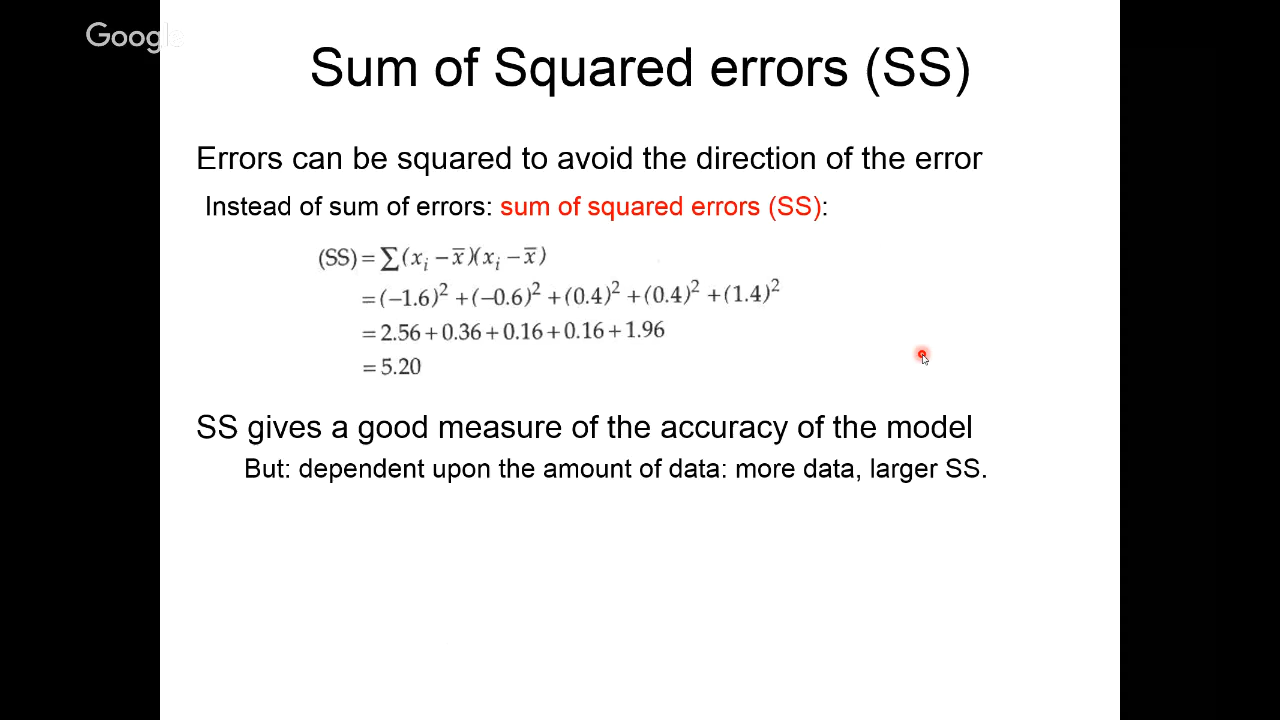 Google
Sum of Squared errors (SS)
Errors can be squared to avoid the direction of the error
Instead of sum of errors: sum of squared errors (SS):
(SS) = ∑(xᵢ − x̅)(xᵢ − x̅)
= (−1.6)² + (−0.6)² + (0.4)² + (0.4)² + (1.4)²
= 2.56 + 0.36 + 0.16 + 0.16 + 1.96
= 5.20
SS gives a good measure of the accuracy of the model
But: dependent upon the amount of data: more data, larger SS.